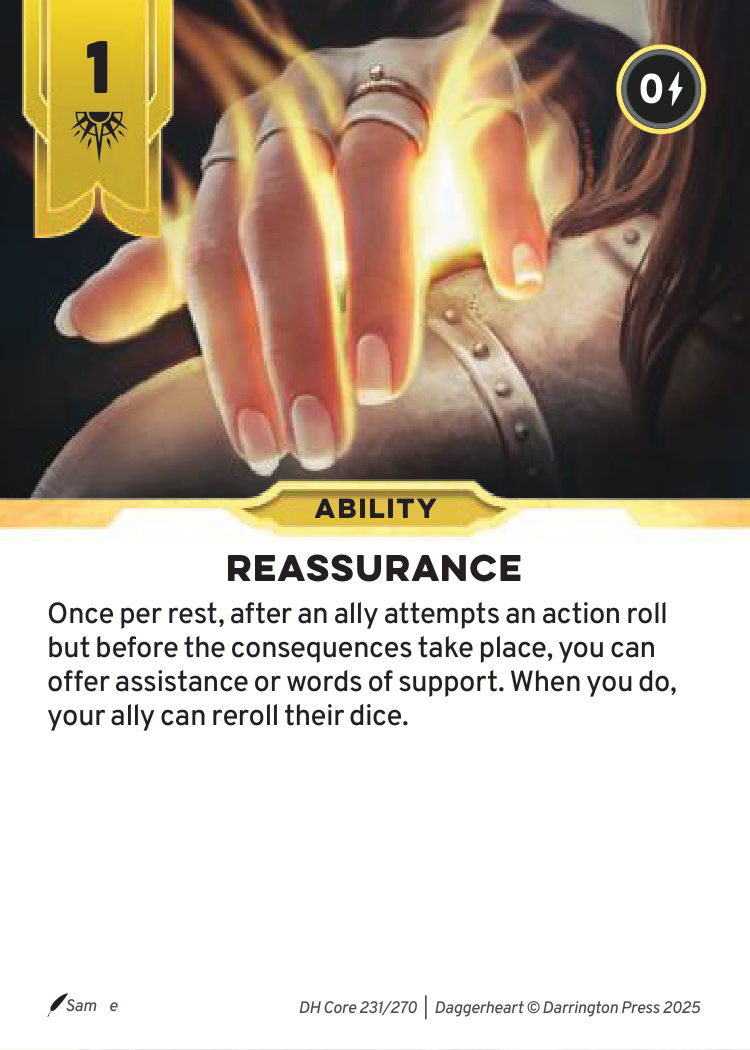 1
0
ABILITY
REASSURANCE
Once per rest, after an ally attempts an action roll
but before the consequences take place, you can
offer assistance or words of support. When you do,
your ally can reroll their dice.
Sam e
DH Core 231/270 | Daggerheart © Darrington Press 2025